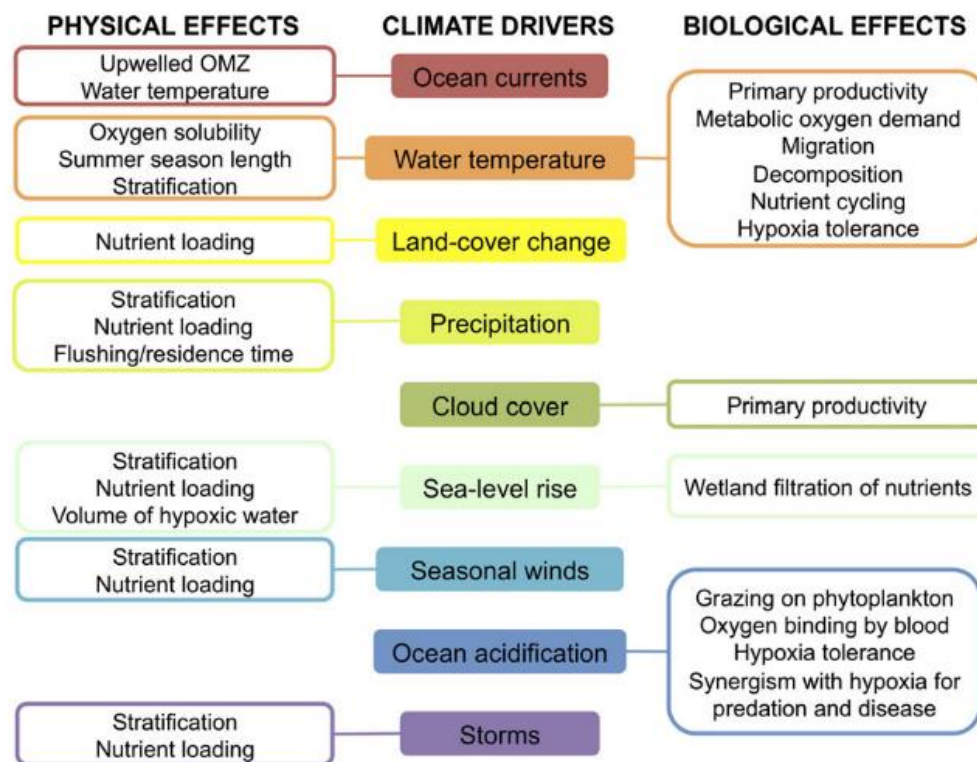 PHYSICAL EFFECTS CLIMATE DRIVERS BIOLOGICAL EFFECTS
Upwelled OMZ
Water temperature
Ocean currents
Oxygen solubility
Summer season length
Stratification
Water temperature
Primary productivity
Metabolic oxygen demand
Migration
Decomposition
Nutrient cycling
Hypoxia tolerance
Nutrient loading
Land-cover change
Stratification
Nutrient loading
Flushing/residence time
Precipitation
Cloud cover
Primary productivity
Stratification
Nutrient loading
Volume of hypoxic water
Sea-level rise
Wetland filtration of nutrients
Stratification
Nutrient loading
Seasonal winds
Ocean acidification
Grazing on phytoplankton
Oxygen binding by blood
Hypoxia tolerance
Synergism with hypoxia for
predation and disease
Stratification
Nutrient loading
Storms